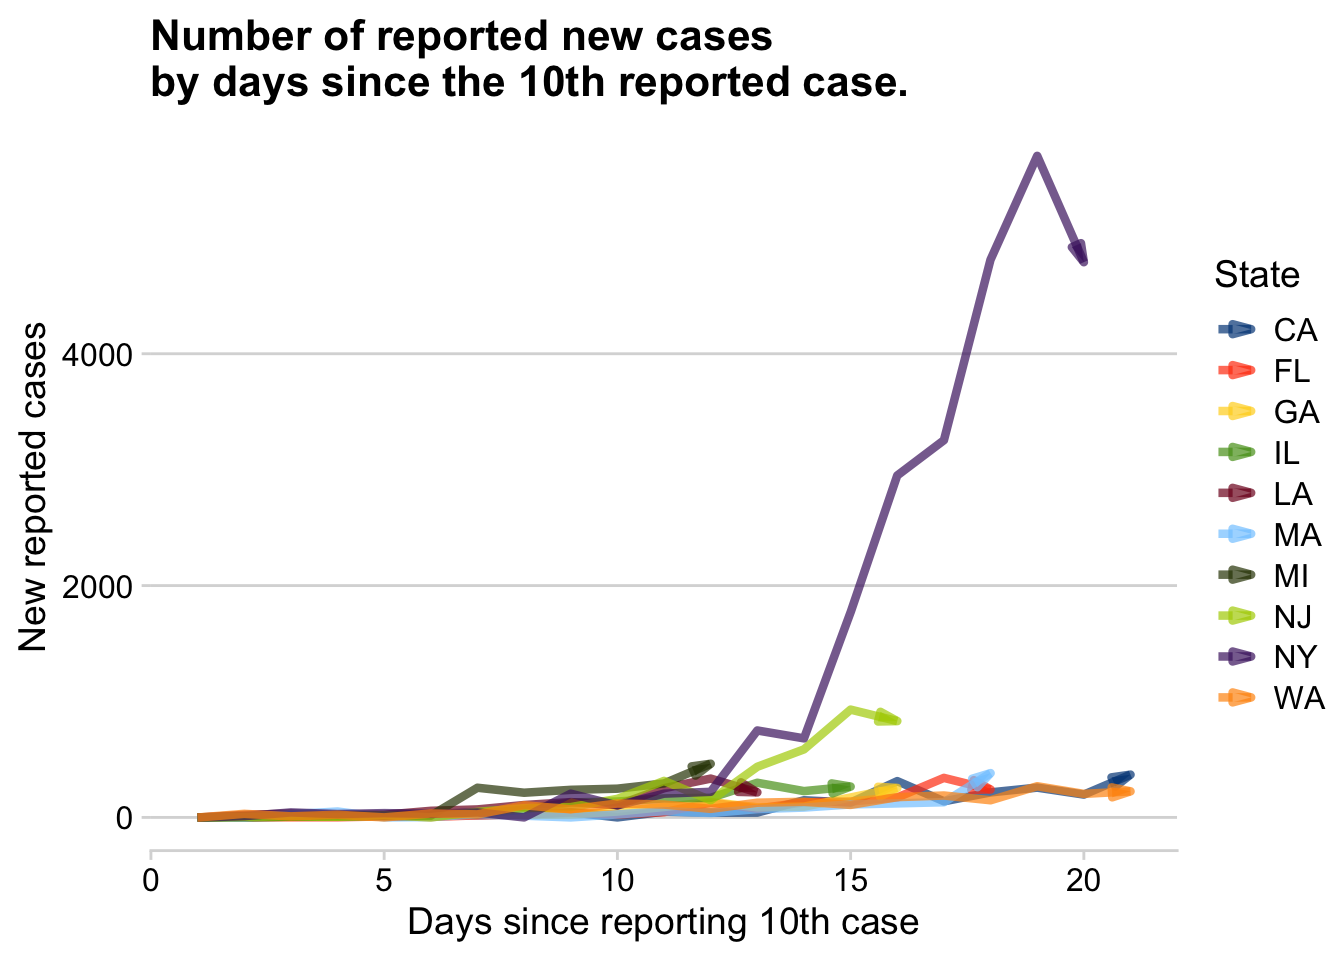 Number of reported new cases
by days since the 10th reported case.
New reported cases
4000
2000
0
0 5 10 15 20
Days since reporting 10th case
State
CA
FL
GA
IL
LA
MA
MI
NJ
NY
WA